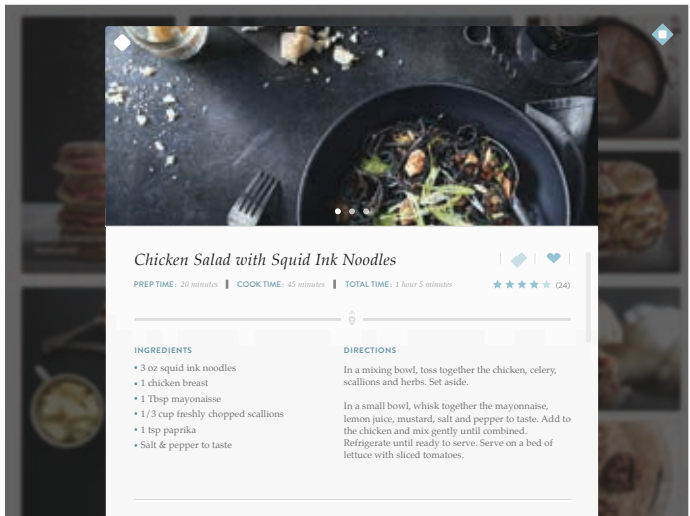 Chicken Salad with Squid Ink Noodles
PREP TIME: 20 minutes | COOK TIME: 45 minutes | TOTAL TIME: 1 hour 5 minutes (24)
INGREDIENTS
• 3 oz squid ink noodles
• 1 chicken breast
• 1 Tbsp mayonaisse
• 1/3 cup freshly chopped scallions
• 1 tsp paprika
• Salt & pepper to taste
DIRECTIONS
In a mixing bowl, toss together the chicken, celery,
scallions and herbs. Set aside.
In a small bowl, whisk together the mayonnaise,
lemon juice, mustard, salt and pepper to taste. Add to
the chicken and mix gently until combined.
Refrigerate until ready to serve. Serve on a bed of
lettuce with sliced tomatoes.